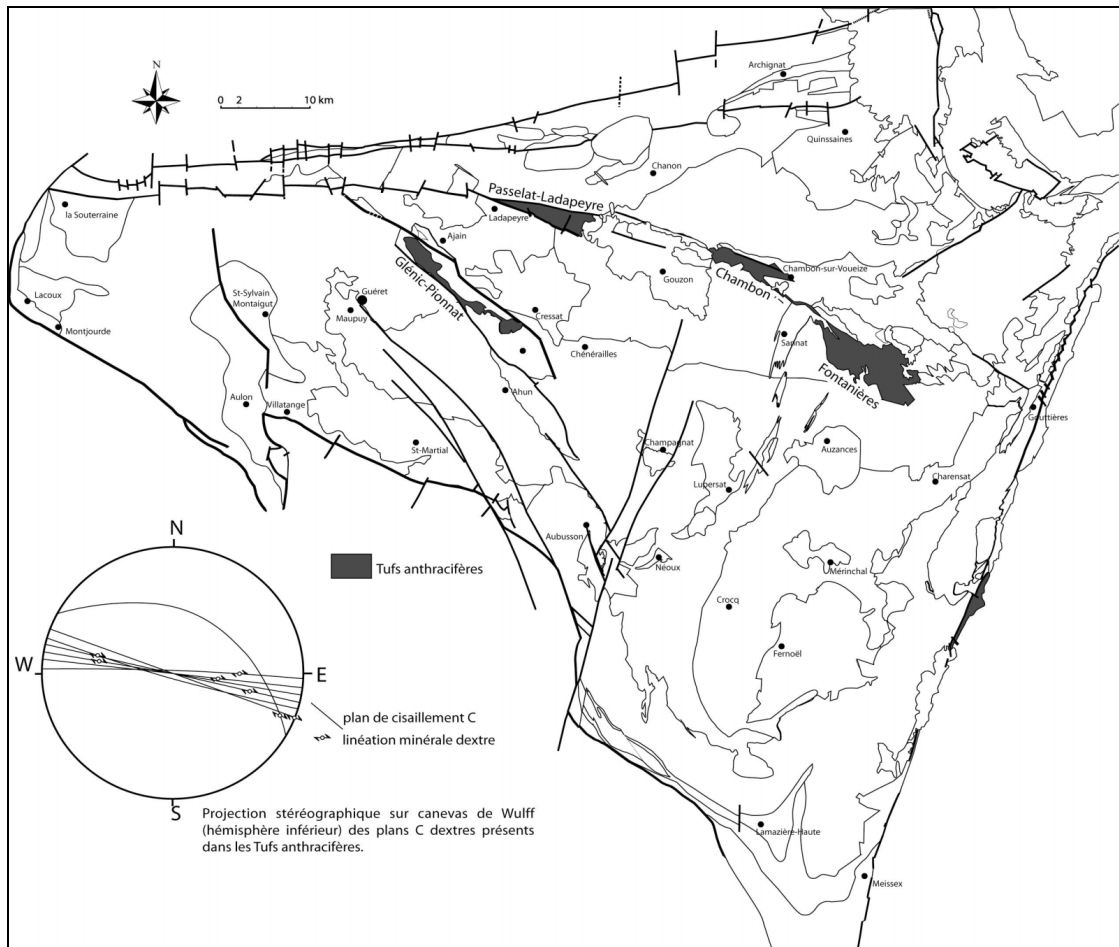 Archignat
N
0 2 10 km
Quinssaines
Chanon
Passelat-Ladapeyre
la Souterraine
Ladapeyre
Ajain
Glénic-Pionnat
Chambon-sur-Voueize
Gouzon
Chambon -
Guéret
St-Sylvain
Montaigut
Lacoux
Maupuy
Cressat
Montjourde
Sannat
Chénérailles
Fontanières
Ahun
Aulon
Villatange
Gouttières
St-Martial
Champagnat
Auzances
Lupersat
Charensat
Aubusson
N
Tufs anthracifères
Néoux
Mérinchal
Crocq
Fernoël
W
E
plan de cisaillement C
linéation minérale dextre
S
Projection stéréographique sur canevas de Wulff
(hémisphère inférieur) des plans C dextres présents
dans les Tufs anthracifères.
Lamazière-Haute
Meissex